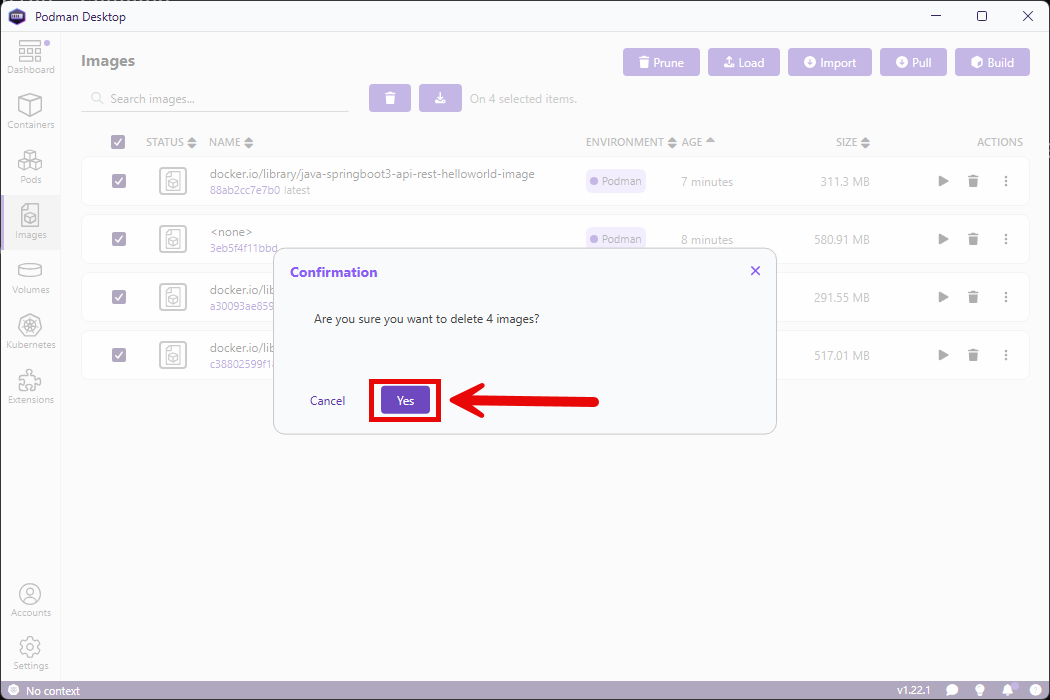 Podman Desktop
Dashboard
Containers
Pods
Images
Volumes
Kubernetes
Extensions
Accounts
Settings
Images
Prune
Load
Import
Pull
Build
Search images...
On 4 selected items.
STATUS NAME ENVIRONMENT AGE SIZE ACTIONS
docker.io/library/java-springboot3-api-rest-helloworld-image
88ab2cc7e7b0 latest
Podman 7 minutes 311.3 MB
<none>
3eb5f4f11bbd
Podman 8 minutes 580.91 MB
docker.io/lib
a30093ae859
291.55 MB
docker.io/lib
c38802599f1
517.01 MB
Confirmation
Are you sure you want to delete 4 images?
Cancel Yes
No context v1.22.1